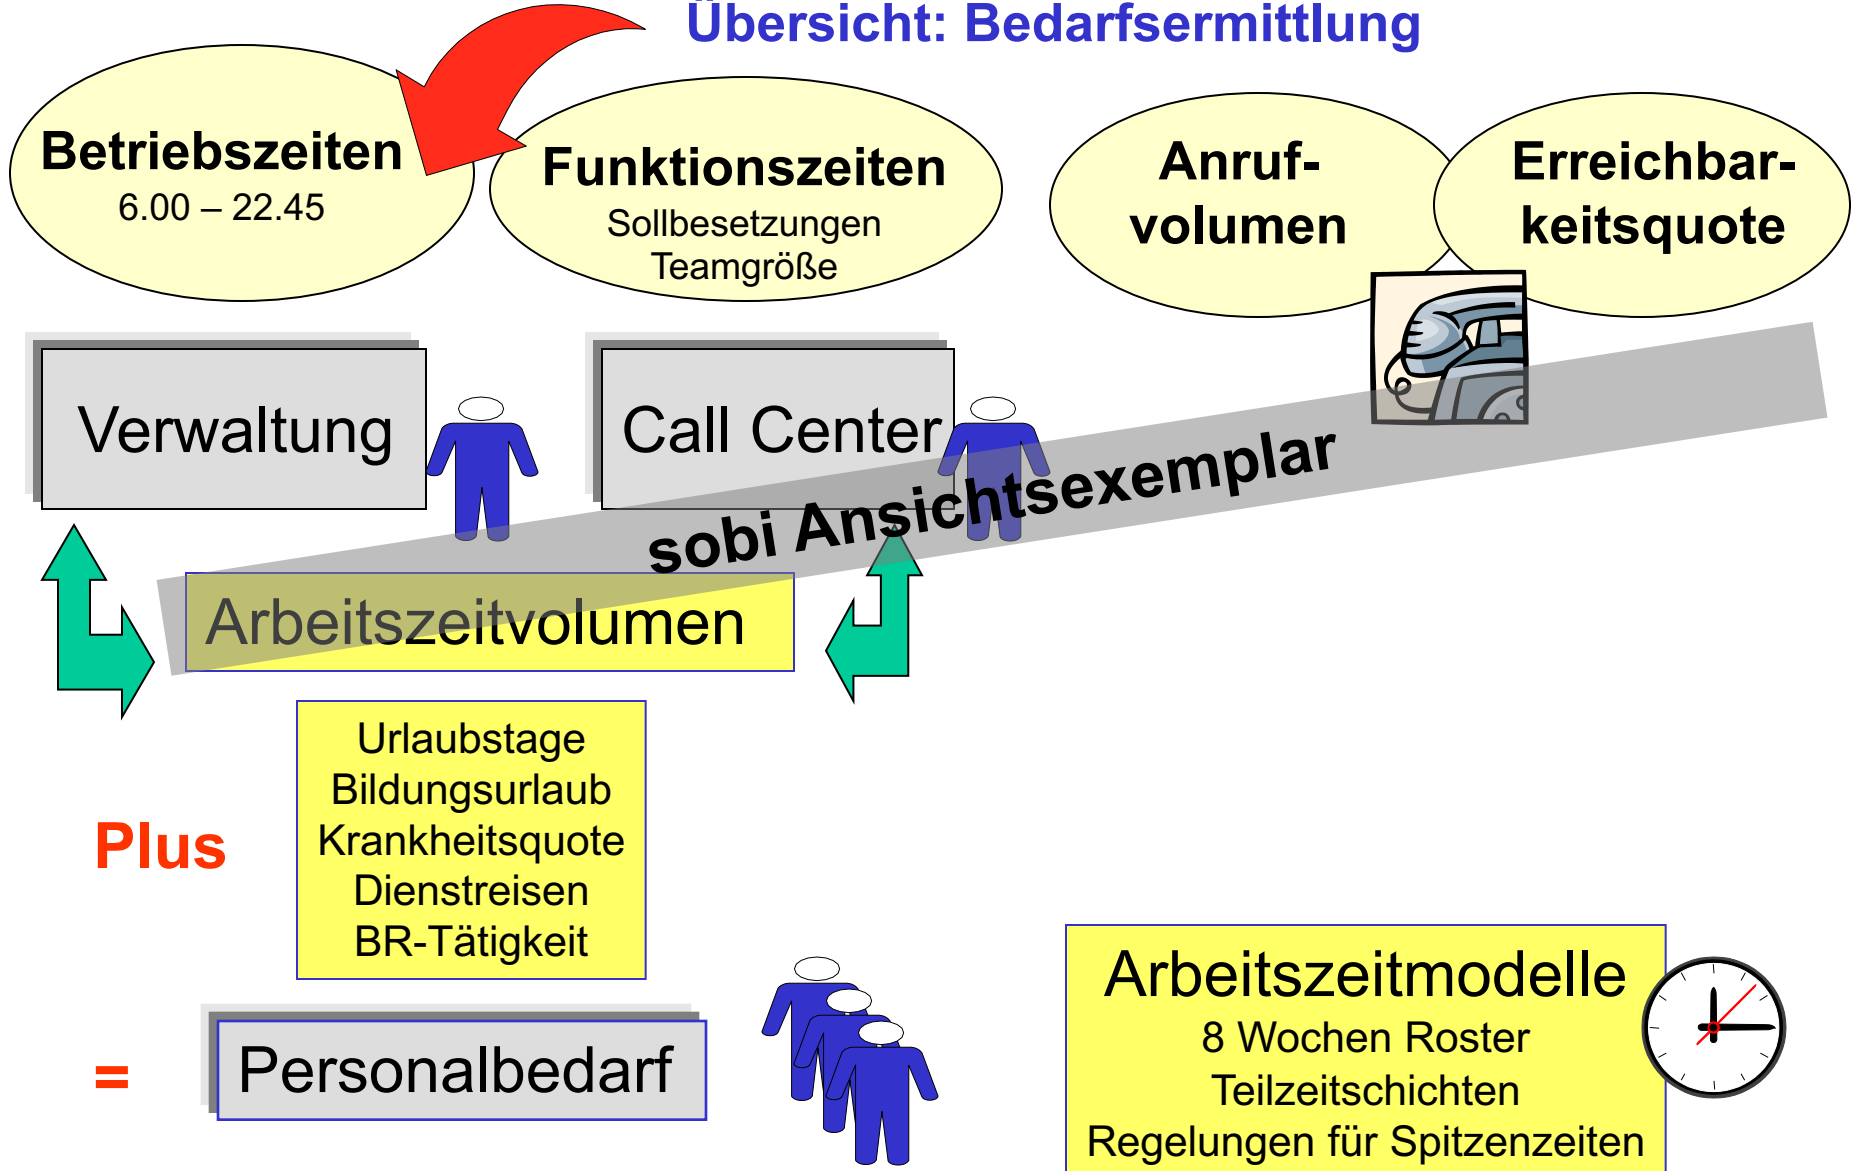 Übersicht: Bedarfsermittlung
Betriebszeiten
6.00 – 22.45
Funktionszeiten
Sollbesetzungen
Teamgröße
Anruf-
volumen
Erreichbar-
keitsquote
Verwaltung
Call Center
sobi Ansichtsexemplar
Arbeitszeitvolumen
Plus
Urlaubstage
Bildungsurlaub
Krankheitsquote
Dienstreisen
BR-Tätigkeit
=
Personalbedarf
Arbeitszeitmodelle
8 Wochen Roster
Teilzeitschichten
Regelungen für Spitzenzeiten